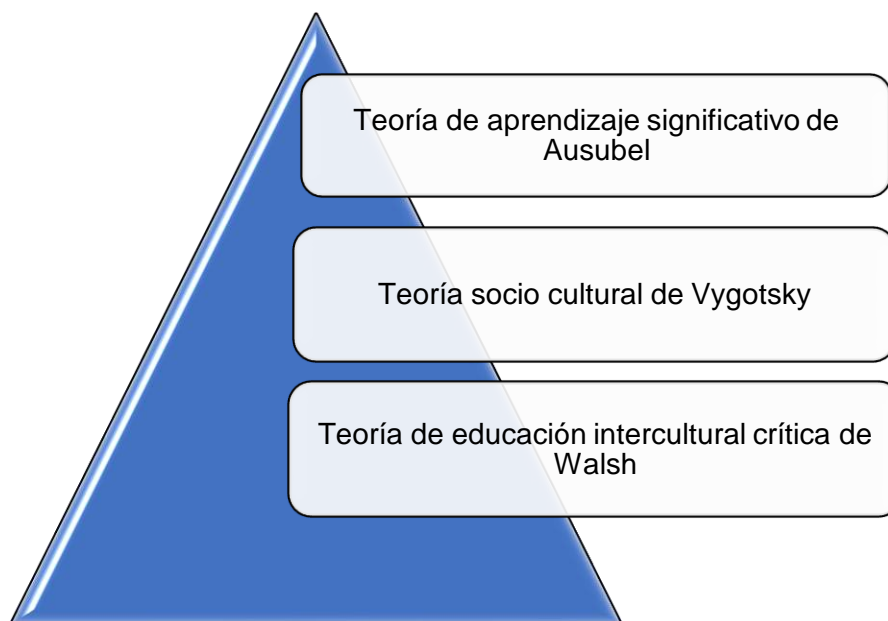 Teoría de aprendizaje significativo de
Ausubel
Teoría socio cultural de Vygotsky
Teoría de educación intercultural crítica de
Walsh